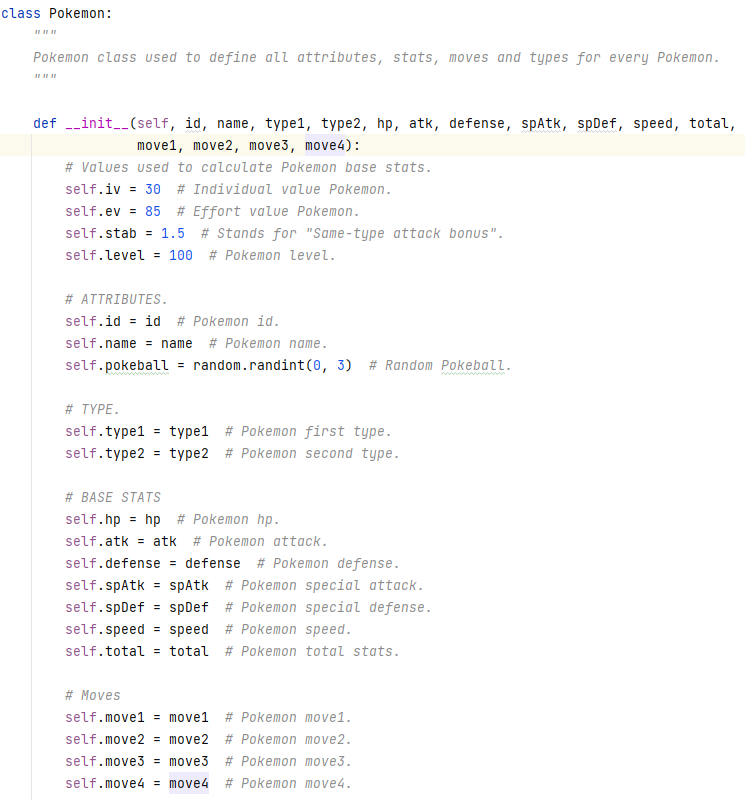 class Pokemon:
    """
    Pokemon class used to define all attributes, stats, moves and types for every Pokemon.
    """

    def __init__(self, id, name, type1, type2, hp, atk, defense, spAtk, spDef, speed, total,
                 move1, move2, move3, move4):
        # Values used to calculate Pokemon base stats.
        self.iv = 30  # Individual value Pokemon.
        self.ev = 85  # Effort value Pokemon.
        self.stab = 1.5  # Stands for "Same-type attack bonus".
        self.level = 100  # Pokemon level.

        # ATTRIBUTES.
        self.id = id  # Pokemon id.
        self.name = name  # Pokemon name.
        self.pokeball = random.randint(0, 3)  # Random Pokeball.

        # TYPE.
        self.type1 = type1  # Pokemon first type.
        self.type2 = type2  # Pokemon second type.

        # BASE STATS
        self.hp = hp  # Pokemon hp.
        self.atk = atk  # Pokemon attack.
        self.defense = defense  # Pokemon defense.
        self.spAtk = spAtk  # Pokemon special attack.
        self.spDef = spDef  # Pokemon special defense.
        self.speed = speed  # Pokemon speed.
        self.total = total  # Pokemon total stats.

        # Moves
        self.move1 = move1  # Pokemon move1.
        self.move2 = move2  # Pokemon move2.
        self.move3 = move3  # Pokemon move3.
        self.move4 = move4  # Pokemon move4.